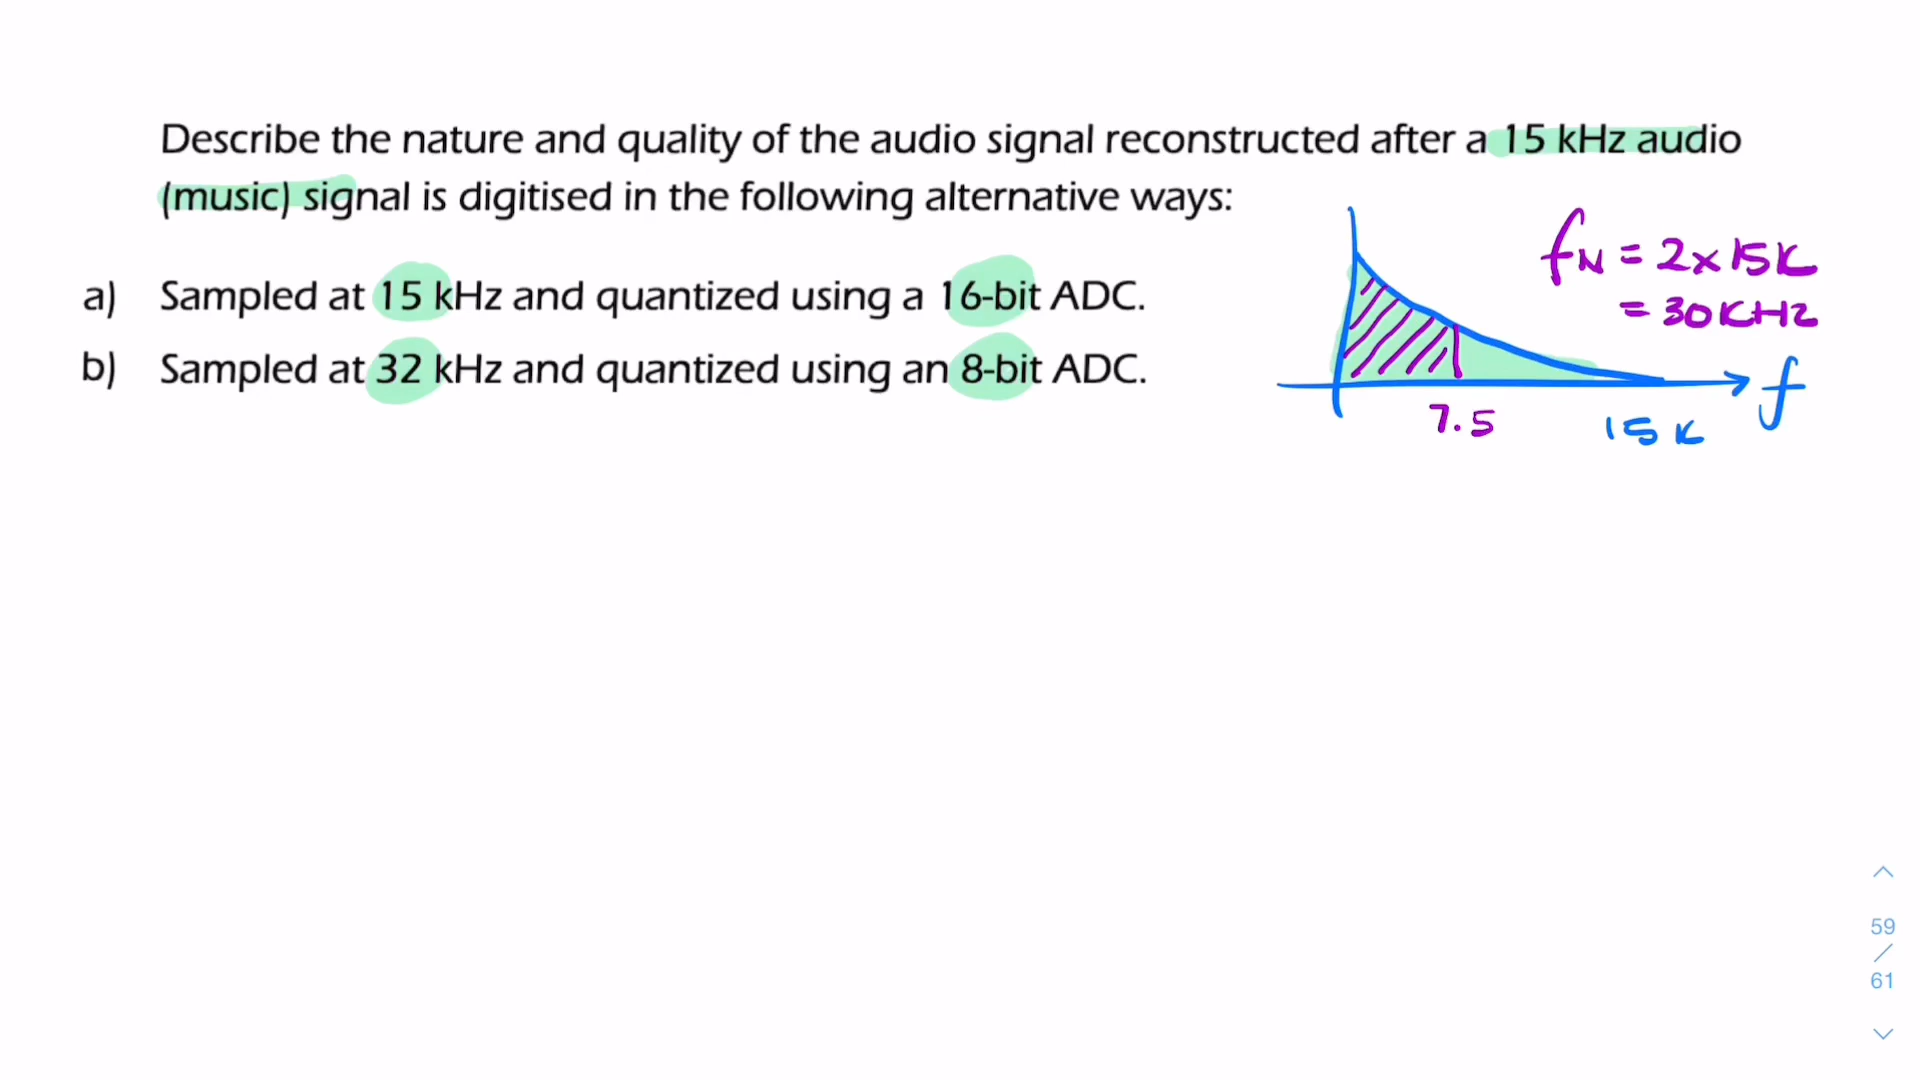 Describe the nature and quality of the audio signal reconstructed after a 15 kHz audio
(music) signal is digitised in the following alternative ways:
a) Sampled at 15 kHz and quantized using a 16-bit ADC.
b) Sampled at 32 kHz and quantized using an 8-bit ADC.
fN = 2x15K
= 30KHz
f
7.5
15K
59
/
61